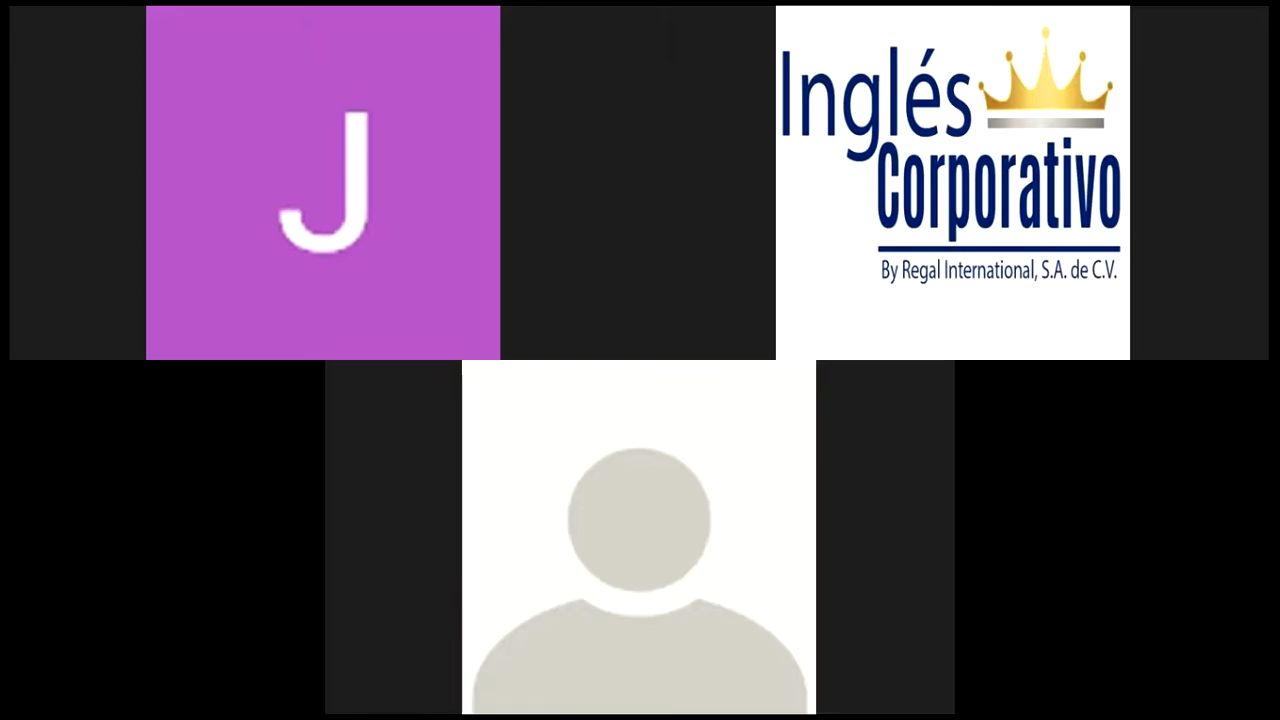 J
Inglés
Corporativo
By Regal International, S.A. de C.V.